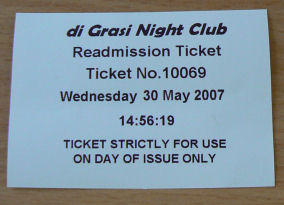 di Grasi Night Club
Readmission Ticket
Ticket No.10069
Wednesday 30 May 2007
14:56:19
TICKET STRICTLY FOR USE
ON DAY OF ISSUE ONLY